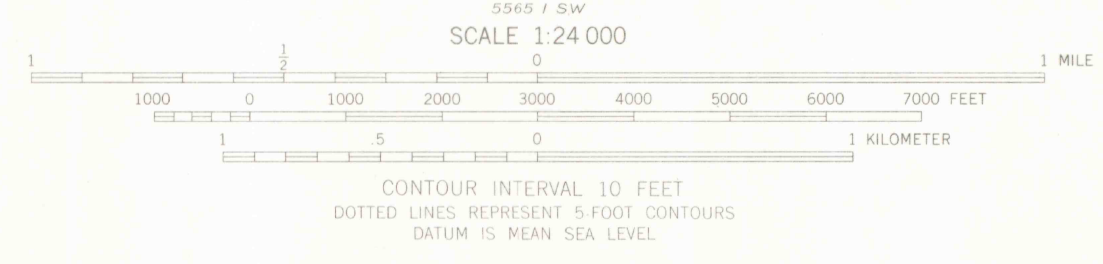 5565 I SW
SCALE 1:24 000
1 1/2 0 1 MILE
1000 0 1000 2000 3000 4000 5000 6000 7000 FEET
1 .5 0 1 KILOMETER
CONTOUR INTERVAL 10 FEET
DOTTED LINES REPRESENT 5-FOOT CONTOURS
DATUM IS MEAN SEA LEVEL